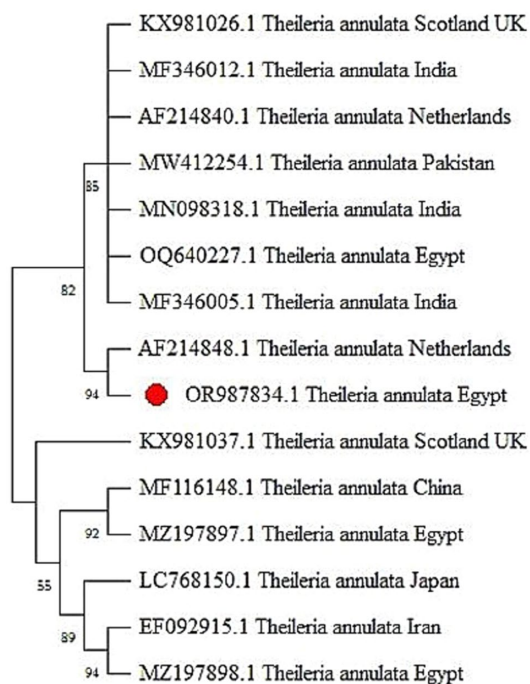 KX981026.1 Theileria annulata Scotland UK
MF346012.1 Theileria annulata India
AF214840.1 Theileria annulata Netherlands
MW412254.1 Theileria annulata Pakistan
85
MN098318.1 Theileria annulata India
OQ640227.1 Theileria annulata Egypt
82
MF346005.1 Theileria annulata India
AF214848.1 Theileria annulata Netherlands
94
OR987834.1 Theileria annulata Egypt
KX981037.1 Theileria annulata Scotland UK
MF116148.1 Theileria annulata China
92
MZ197897.1 Theileria annulata Egypt
55
LC768150.1 Theileria annulata Japan
89
EF092915.1 Theileria annulata Iran
94
MZ197898.1 Theileria annulata Egypt